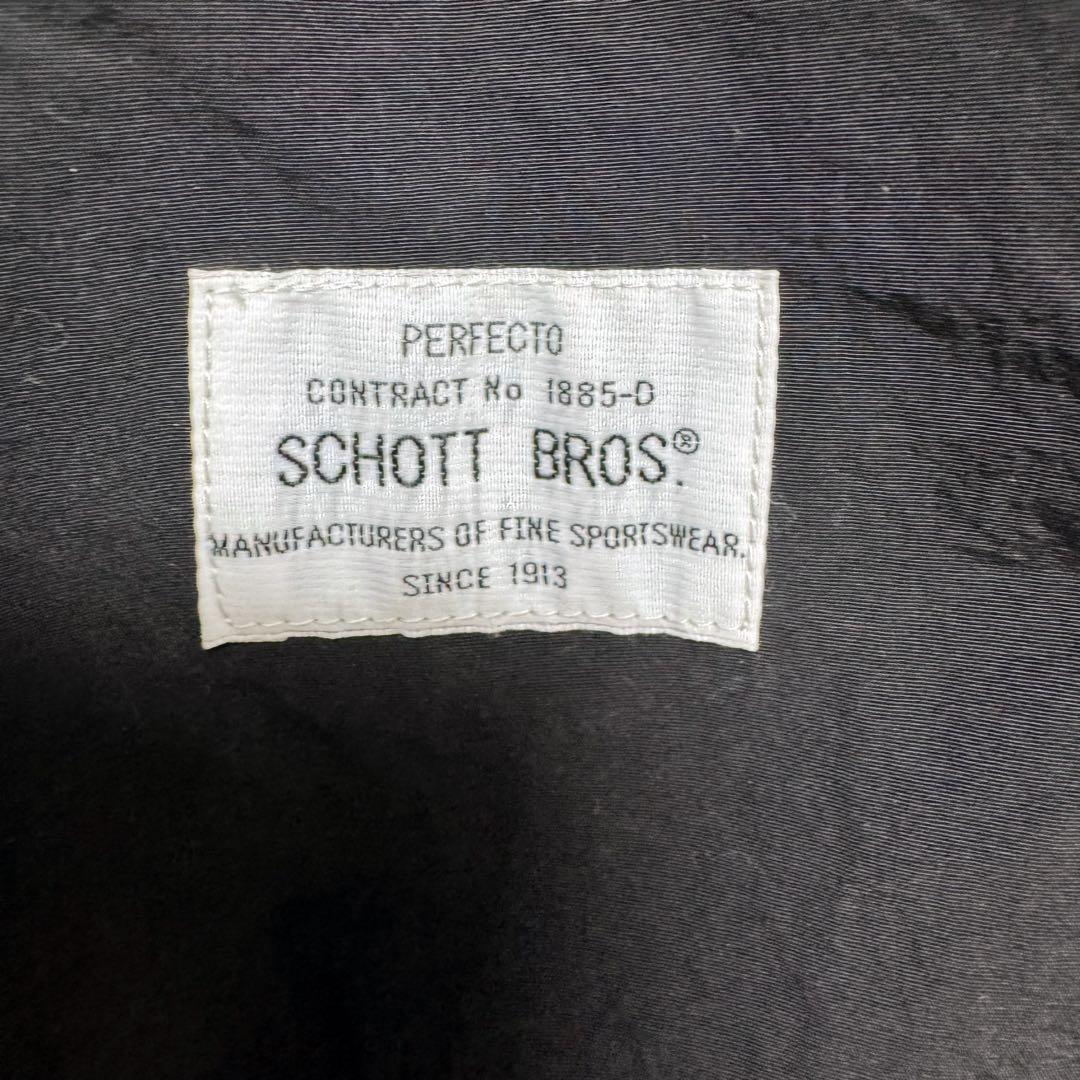 PERFECTO
CONTRACT No 1885-D
SCHOTT BROS.®
MANUFACTURERS OF FINE SPORTSWEAR.
SINCE 1913